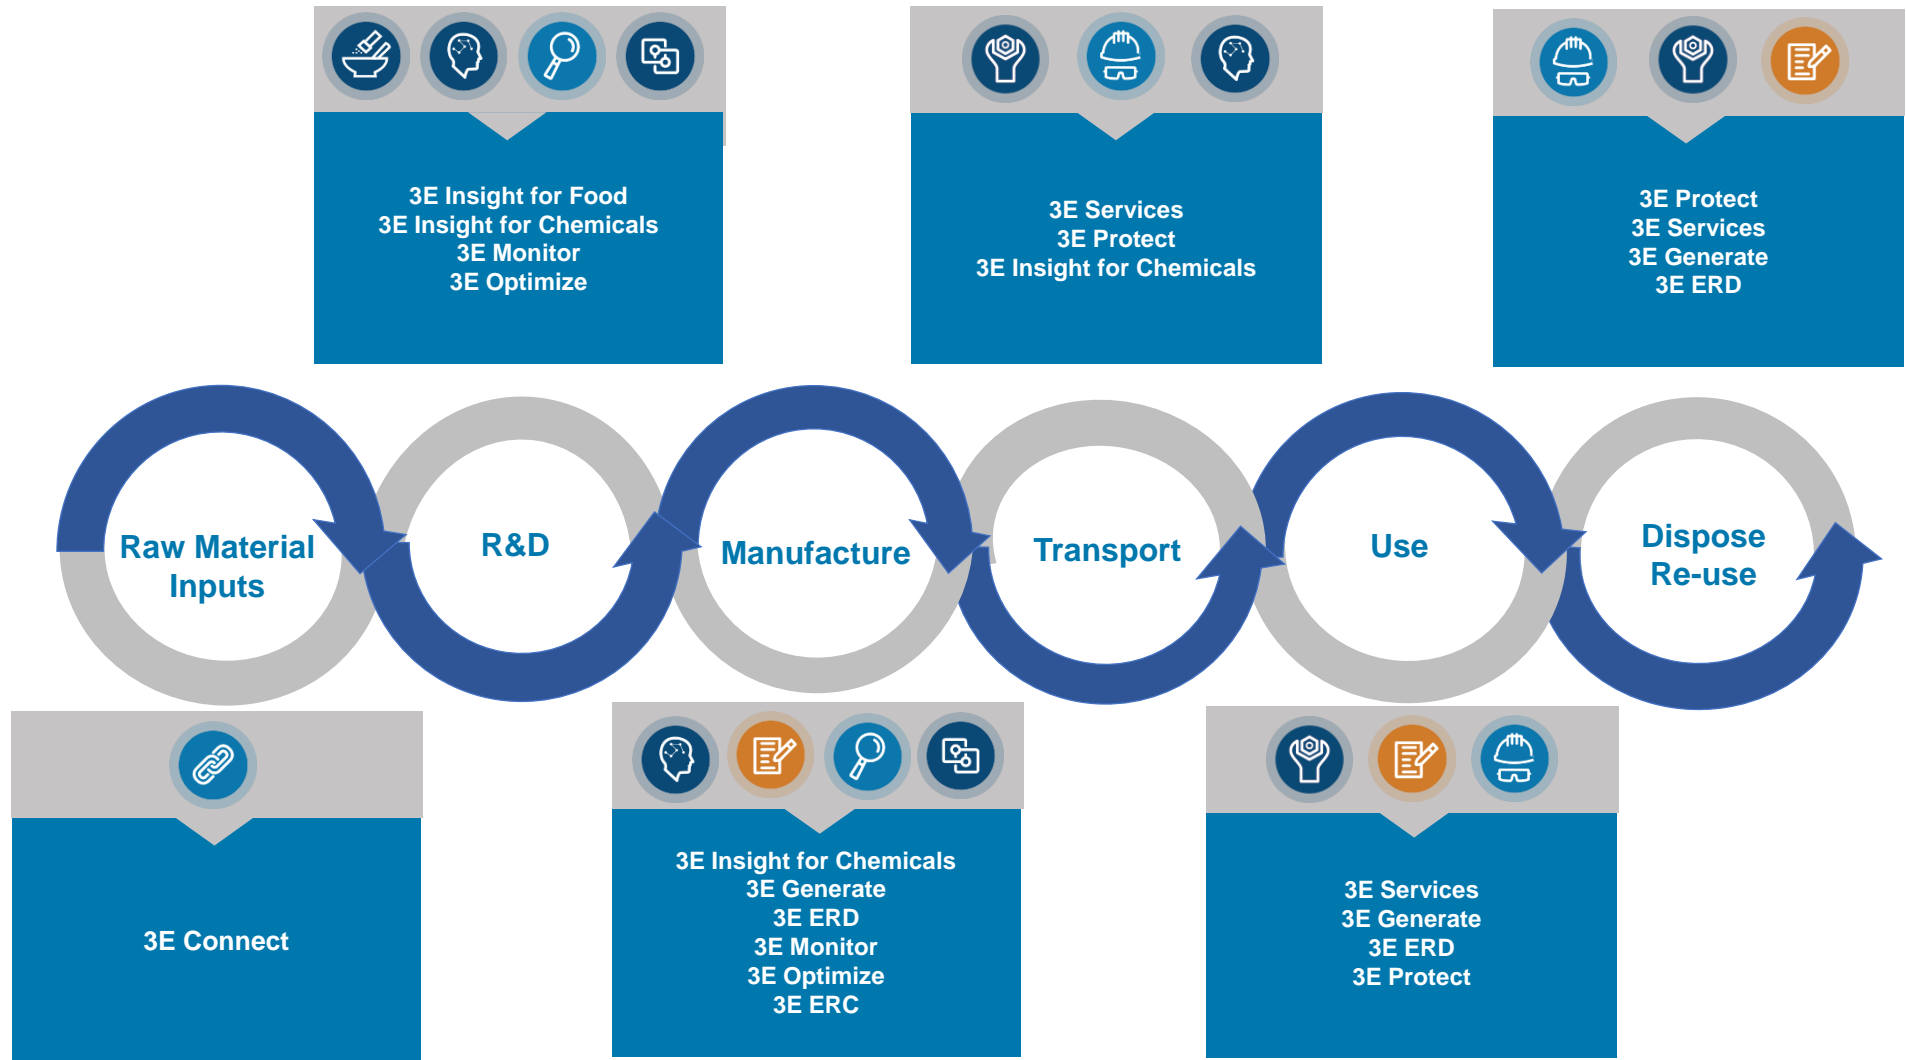 3E Insight for Food
3E Insight for Chemicals
3E Monitor
3E Optimize
3E Services
3E Protect
3E Insight for Chemicals
3E Protect
3E Services
3E Generate
3E ERD
Raw Material
Inputs
R&D
Manufacture
Transport
Use
Dispose
Re-use
3E Connect
3E Insight for Chemicals
3E Generate
3E ERD
3E Monitor
3E Optimize
3E ERC
3E Services
3E Generate
3E ERD
3E Protect